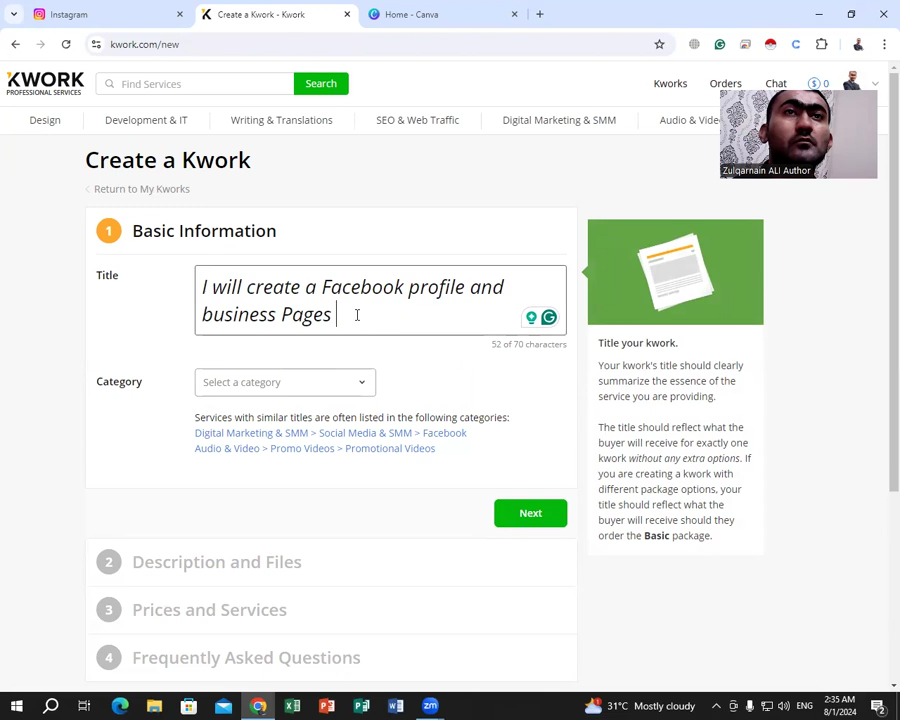 Instagram
Create a Kwork - Kwork
Home - Canva
kwork.com/new
KWORK
PROFESSIONAL SERVICES
Find Services
Search
Kworks
Orders
Chat
$ 0
Design
Development & IT
Writing & Translations
SEO & Web Traffic
Digital Marketing & SMM
Audio & Video
Zulqarnain ALI Author
Create a Kwork
Return to My Kworks
1
Basic Information
Title
I will create a Facebook profile and
business Pages
52 of 70 characters
Category
Select a category
Services with similar titles are often listed in the following categories:
Digital Marketing & SMM > Social Media & SMM > Facebook
Audio & Video > Promo Videos > Promotional Videos
Next
Title your kwork.
Your kwork's title should clearly
summarize the essence of the
service you are providing.
The title should reflect what the
buyer will receive for exactly one
kwork without any extra options. If
you are creating a kwork with
different package options, your
title should reflect what the
buyer will receive should they
order the Basic package.
2
Description and Files
3
Prices and Services
4
Frequently Asked Questions
31°C Mostly cloudy
2:35 AM
8/1/2024
2